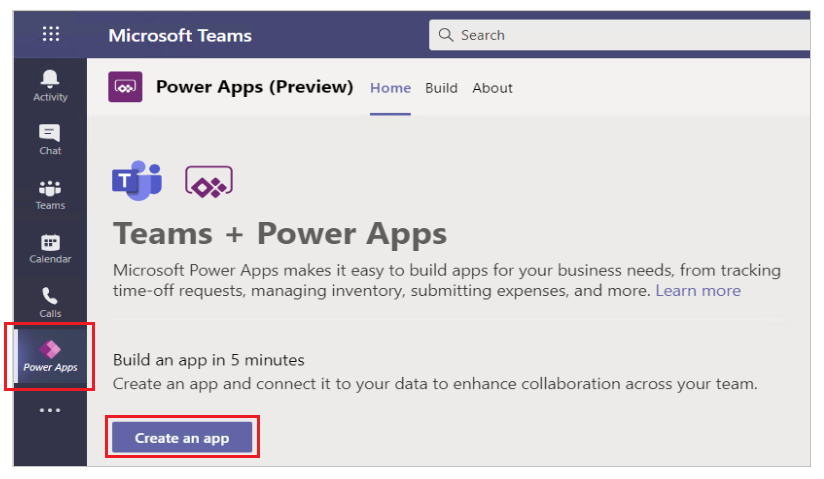 Microsoft Teams
Search
Activity
Chat
Teams
Calendar
Calls
Power Apps
Power Apps (Preview) Home Build About
T
Teams + Power Apps
Microsoft Power Apps makes it easy to build apps for your business needs, from tracking
time-off requests, managing inventory, submitting expenses, and more. Learn more
Build an app in 5 minutes
Create an app and connect it to your data to enhance collaboration across your team.
Create an app